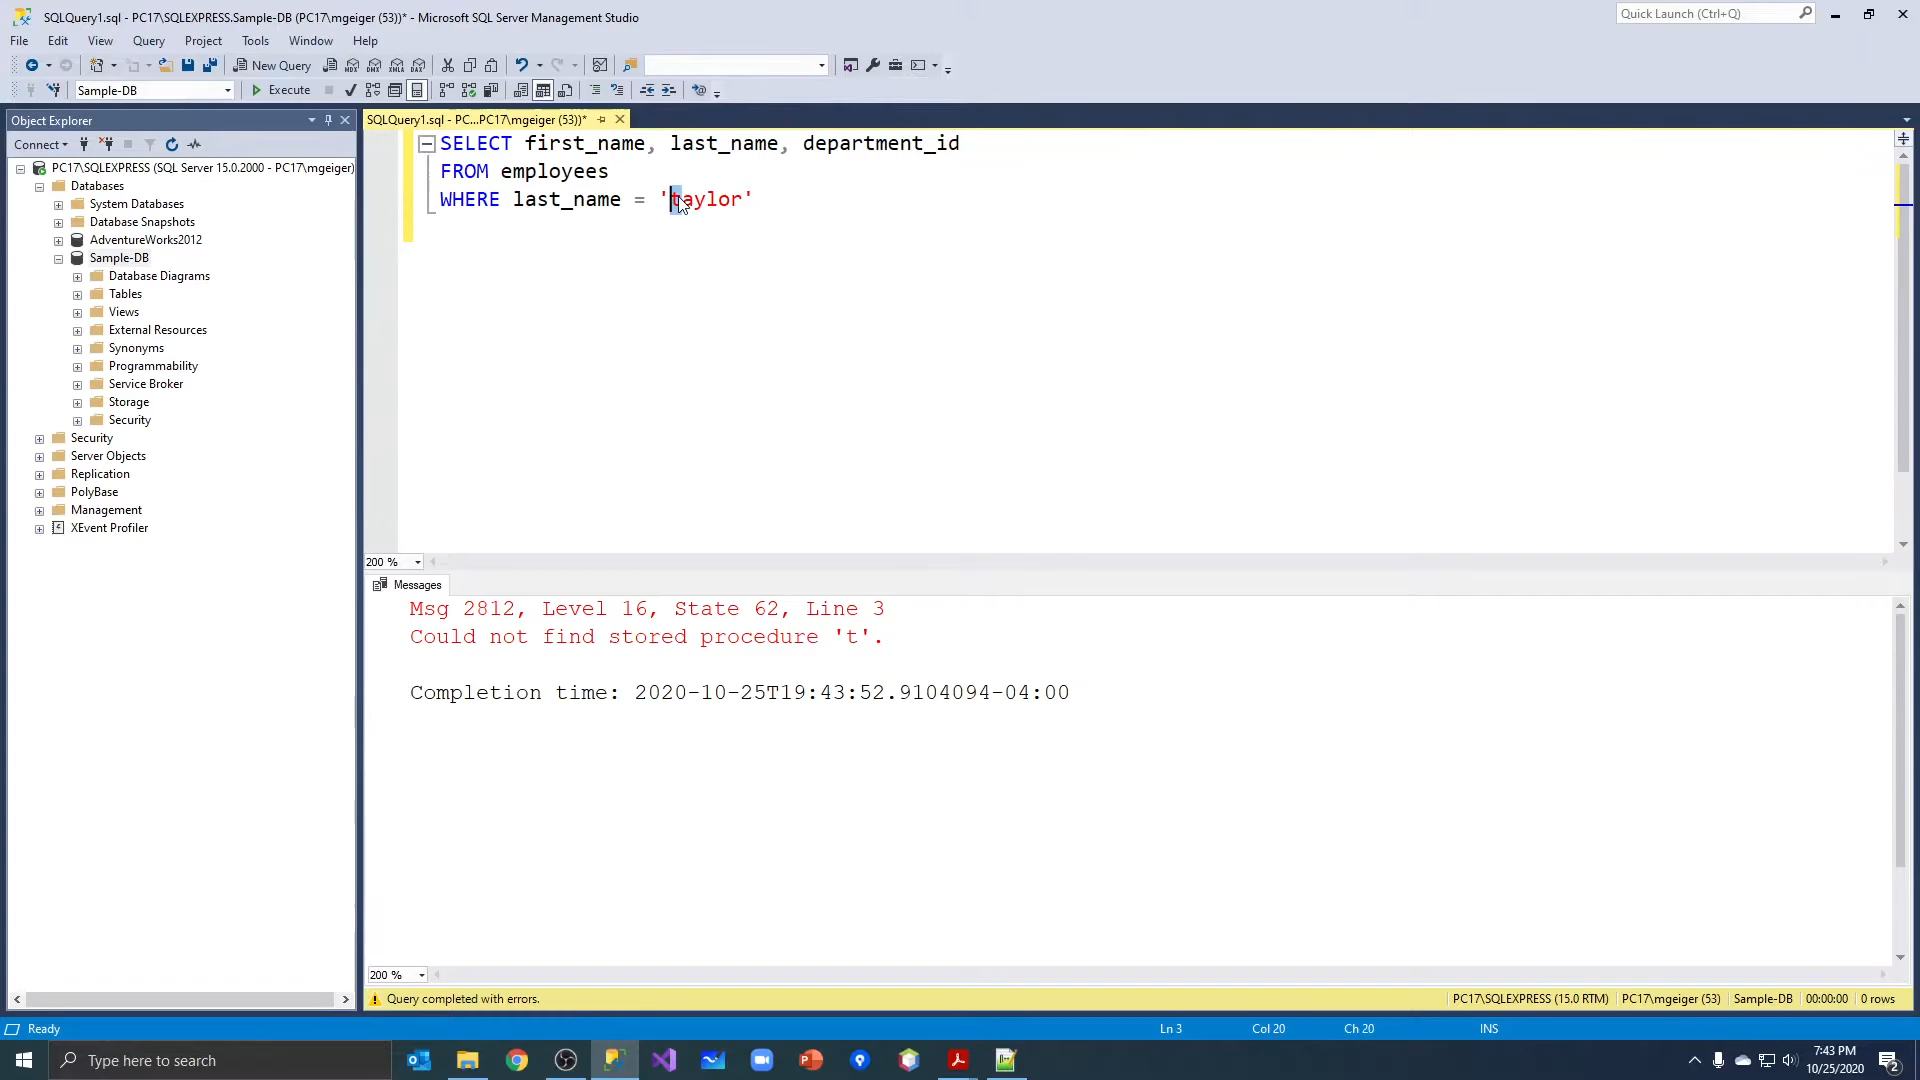 SQLQuery1.sql - PC17\SQLEXPRESS.Sample-DB (PC17\mgeiger (53))* - Microsoft SQL Server Management Studio
Quick Launch (Ctrl+Q)
File Edit View Query Project Tools Window Help
New Query
MDX DMX XMLA DAX
Sample-DB
Execute
Object Explorer
SQLQuery1.sql - PC...PC17\mgeiger (53))*
Connect
PC17\SQLEXPRESS (SQL Server 15.0.2000 - PC17\mgeiger)
Databases
System Databases
Database Snapshots
AdventureWorks2012
Sample-DB
Database Diagrams
Tables
Views
External Resources
Synonyms
Programmability
Service Broker
Storage
Security
Security
Server Objects
Replication
PolyBase
Management
XEvent Profiler
SELECT first_name, last_name, department_id
FROM employees
WHERE last_name = 'taylor'
200 %
Messages
Msg 2812, Level 16, State 62, Line 3
Could not find stored procedure 't'.
Completion time: 2020-10-25T19:43:52.9104094-04:00
200 %
Query completed with errors.
PC17\SQLEXPRESS (15.0 RTM) PC17\mgeiger (53) Sample-DB 00:00:00 0 rows
Ready
Ln 3 Col 20 Ch 20 INS
Type here to search
7:43 PM
10/25/2020
2